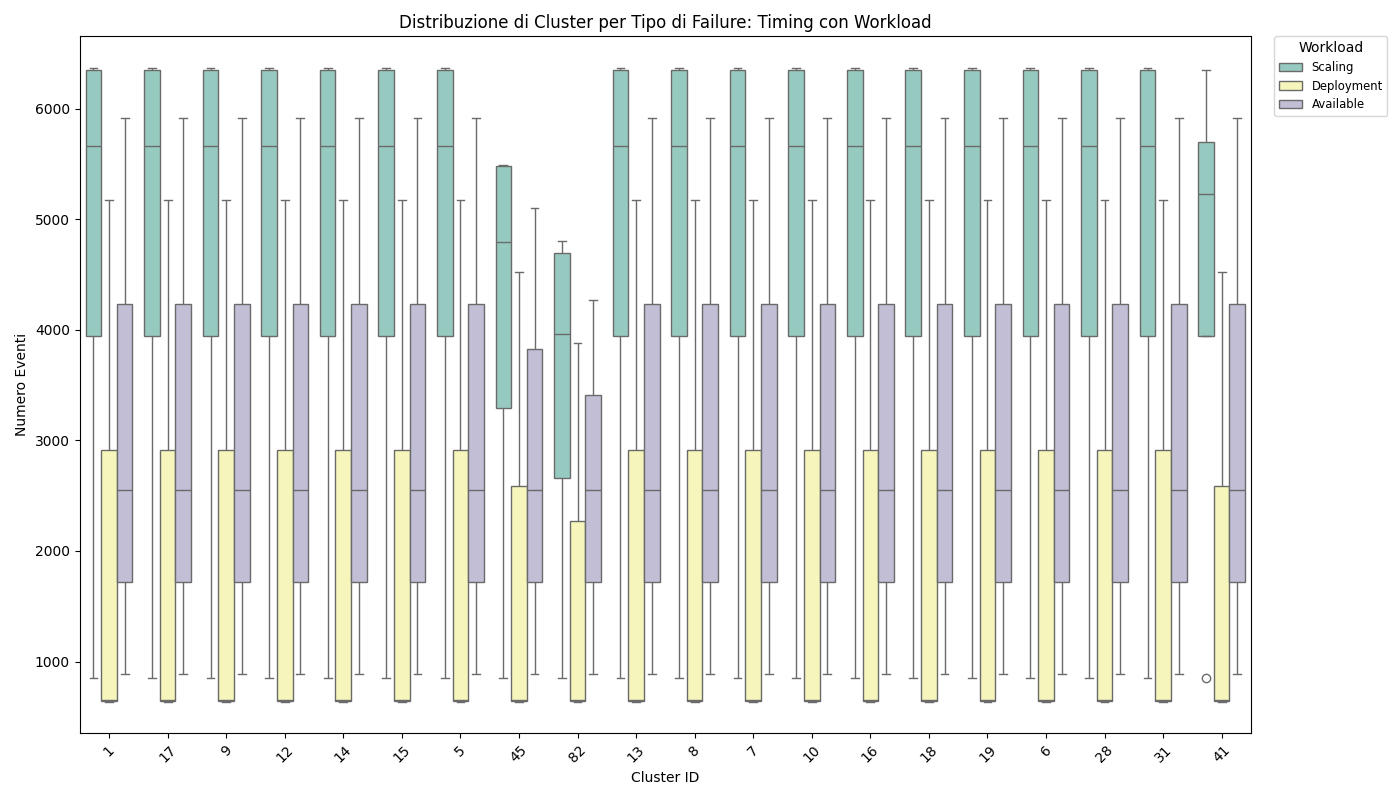 Distribuzione di Cluster per Tipo di Failure: Timing con Workload
Workload
Scaling
Deployment
Available
Numero Eventi
6000
5000
4000
3000
2000
1000
1 17 9 12 14 15 5 45 82 13 8 7 10 16 18 19 6 28 31 41
Cluster ID